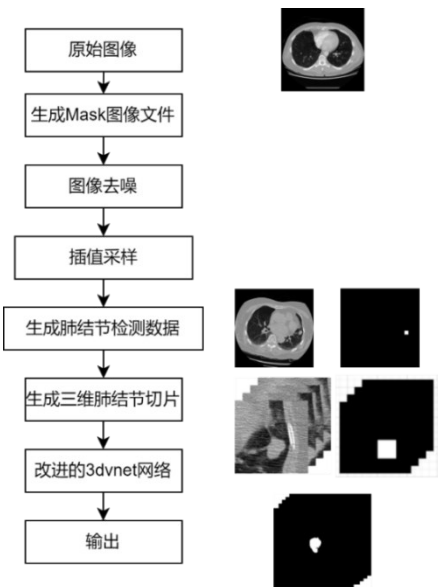 原始图像
生成Mask图像文件
图像去噪
插值采样
生成肺结节检测数据
生成三维肺结节切片
改进的3dvnet网络
输出